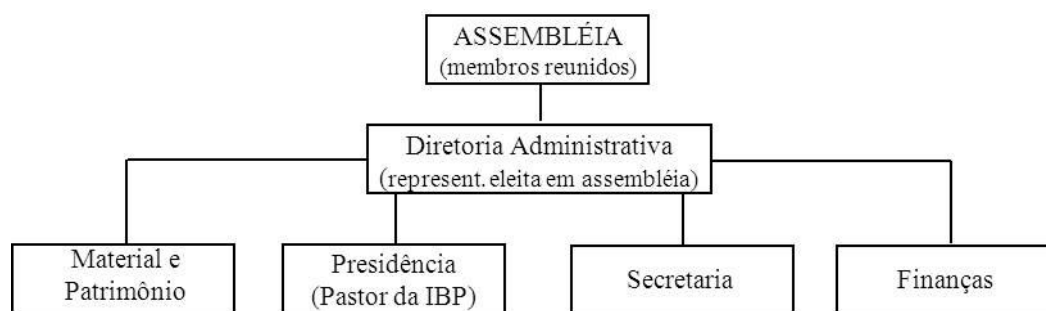 ASSEMBLÉIA
(membros reunidos)
Diretoria Administrativa
(represent. eleita em assembléia)
Material e
Patrimônio
Presidência
(Pastor da IBP)
Secretaria
Finanças